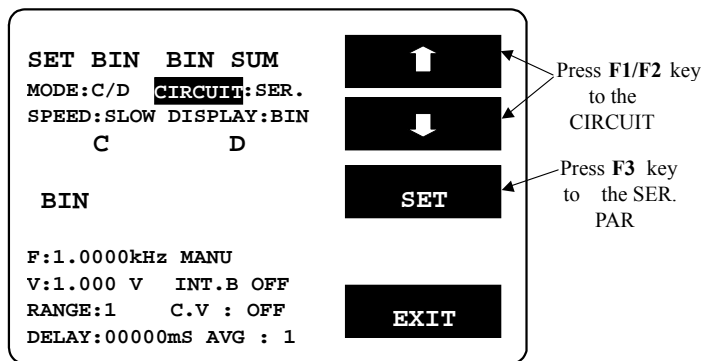 SET BIN BIN SUM
MODE:C/D CIRCUIT:SER.
SPEED:SLOW DISPLAY:BIN
C D
BIN
F:1.0000kHz MANU
V:1.000 V INT.B OFF
RANGE:1 C.V : OFF
DELAY:00000mS AVG : 1
SET
EXIT
Press F1/F2 key
to the
CIRCUIT
Press F3 key
to the SER.
PAR